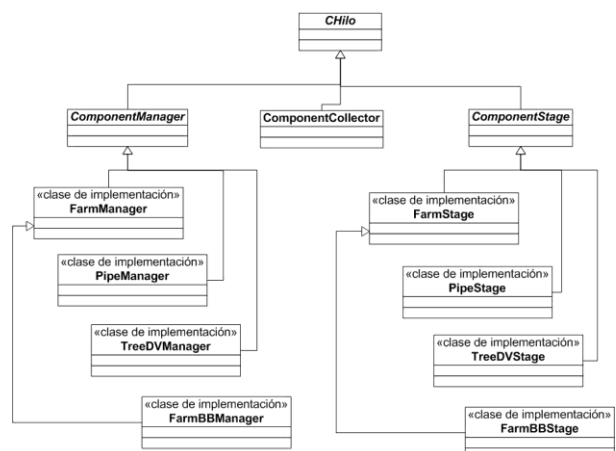 CHilo
ComponentManager
ComponentCollector
ComponentStage
«clase de implementación»
FarmManager
«clase de implementación»
PipeManager
«clase de implementación»
TreeDVManager
«clase de implementación»
FarmBBManager
«clase de implementación»
FarmStage
«clase de implementación»
PipeStage
«clase de implementación»
TreeDVStage
«clase de implementación»
FarmBBStage